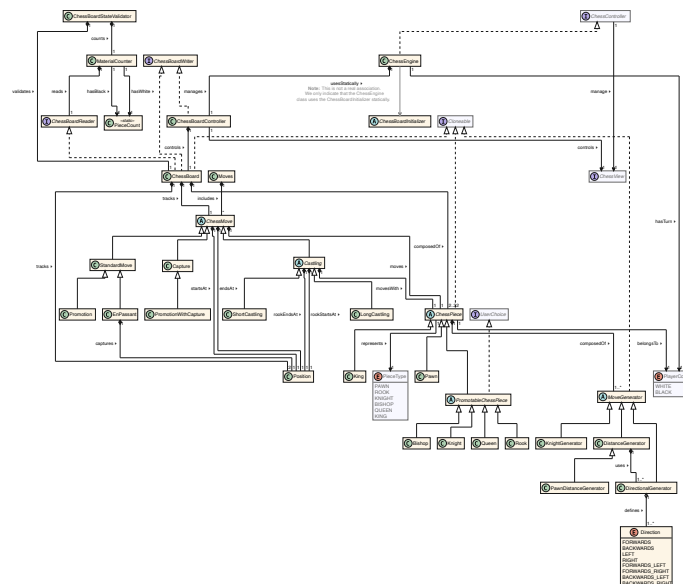 ChessBoardStateValidator
ChessController
counts
MaterialCounter
ChessBoardWriter
ChessEngine
validates
reads
hasBlack
hasWhite
manages
usesStatically
Note: This is not a real association
We only indicate that the ChessEngine
class uses the ChessBoardInitializer statically.
manage
ChessBoardReader
«static»
PieceCount
ChessBoardController
ChessBoardInitializer
Cloneable
controls
controls
ChessBoard
Moves
ChessView
tracks
includes
hasTurn
ChessMove
composedOf
StandardMove
Capture
Castling
tracks
moves
startsAt
endsAt
movesWith
rookEndsAt
rookStartsAt
Promotion
EnPassant
PromotionWithCapture
ShortCastling
LongCastling
ChessPiece
UserChoice
captures
represents
composedOf
belongsTo
Position
King
PieceType
PAWN
ROOK
KNIGHT
BISHOP
QUEEN
KING
Pawn
WHITE
BLACK
PromotableChessPiece
MoveGenerator
Bishop
Knight
Queen
Rook
KnightGenerator
DistanceGenerator
uses
PawnDistanceGenerator
DirectionalGenerator
defines
Direction
FORWARDS
BACKWARDS
LEFT
RIGHT
FORWARDS_LEFT
FORWARDS_RIGHT
BACKWARDS_LEFT
BACKWARDS_RIGHT